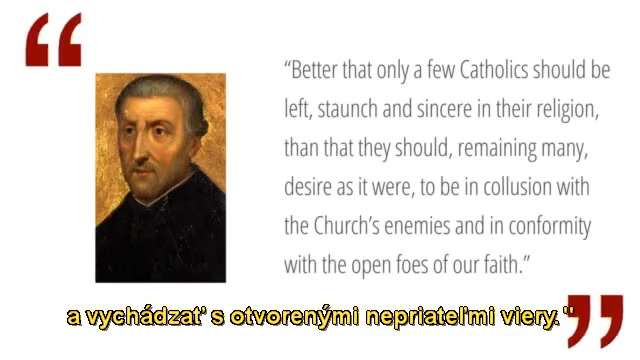 “Better that only a few Catholics should be
left, staunch and sincere in their religion,
than that they should, remaining many,
desire as it were, to be in collusion with
the Church’s enemies and in conformity
with the open foes of our faith.”
a vychádzať s otvorenými nepriateľmi viery."